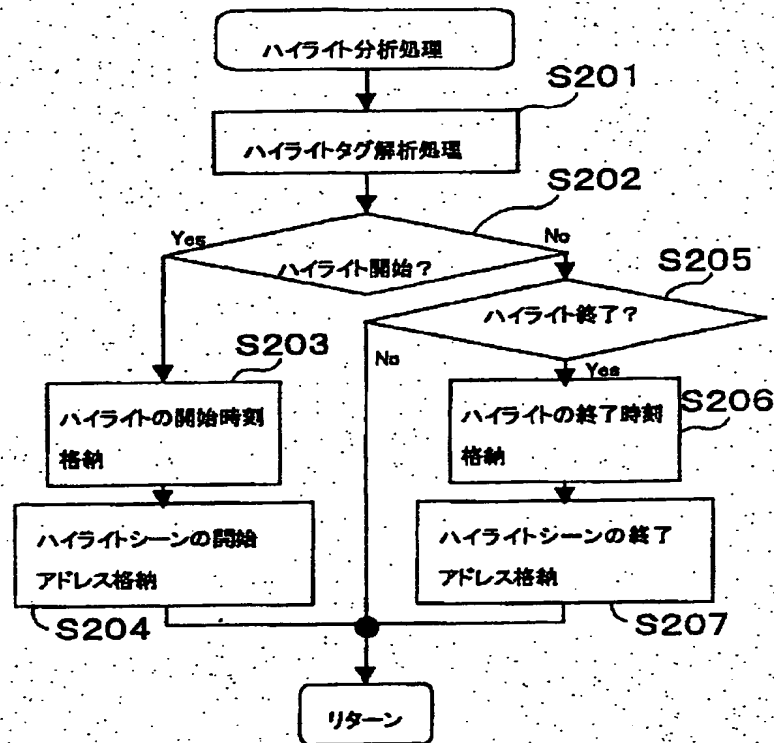 ハイライト分析処理
S201
ハイライトタグ解析処理
S202
Yes
No
ハイライト開始?
S205
ハイライト終了?
S203
No
Yes
ハイライトの開始時刻
格納
ハイライトの終了時刻
格納
S206
ハイライトシーンの開始
アドレス格納
ハイライトシーンの終了
アドレス格納
S204
S207
リターン